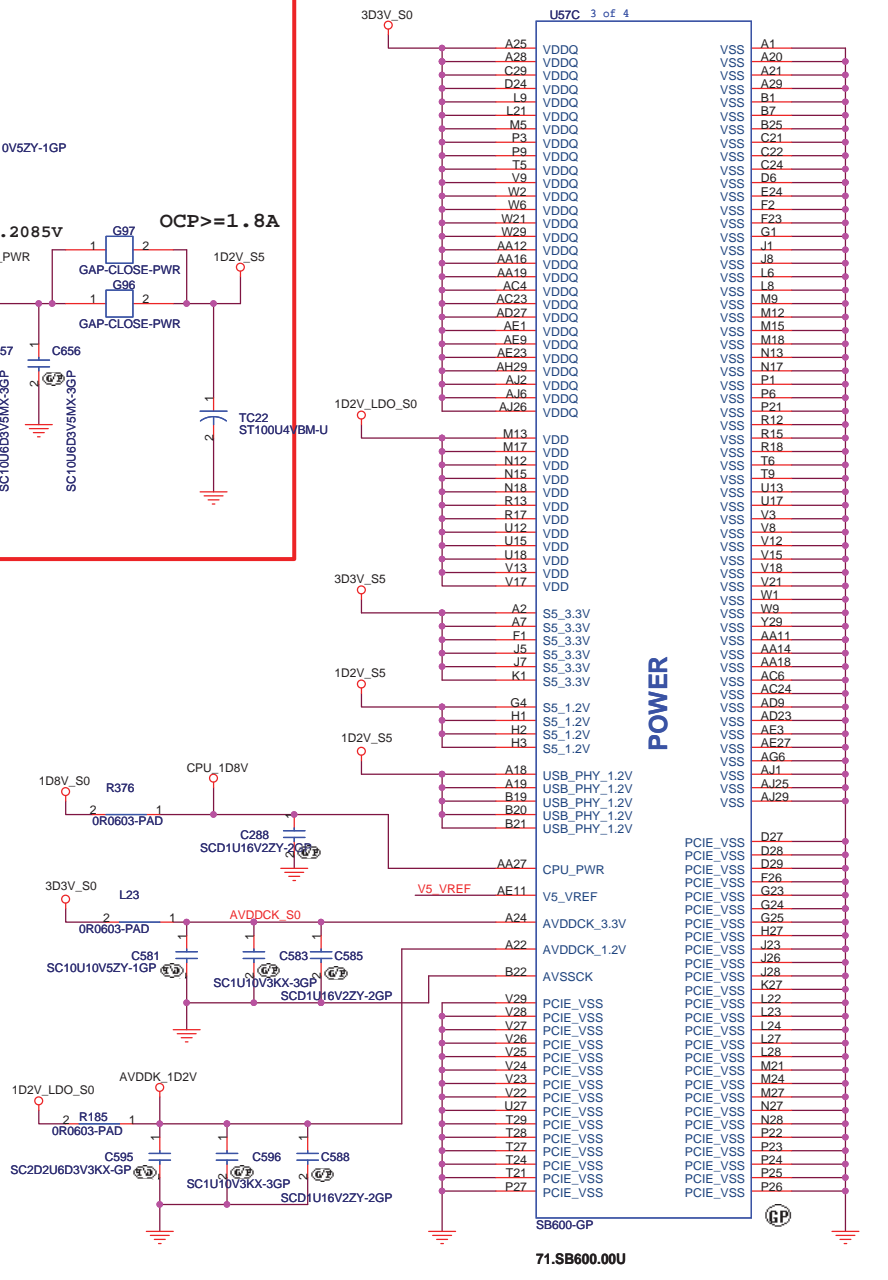 0V5ZY-1GP
.2085V
OCP>=1.8A
_PWR
G97
1 2
GAP-CLOSE-PWR
G96
1 2
GAP-CLOSE-PWR
1D2V_S5
57
1
C656
2
SC10U6D3V5MX-3GP
SC10U6D3V5MX-3GP
1
TC22
ST100U4VBM-U
2
3D3V_S0
U57C 3 of 4
A25 VDDQ
A28 VDDQ
C29 VDDQ
D24 VDDQ
L9 VDDQ
L21 VDDQ
M5 VDDQ
P3 VDDQ
P9 VDDQ
T5 VDDQ
V9 VDDQ
W2 VDDQ
W6 VDDQ
W21 VDDQ
W29 VDDQ
AA12 VDDQ
AA16 VDDQ
AA19 VDDQ
AC4 VDDQ
AC23 VDDQ
AD27 VDDQ
AE1 VDDQ
AE9 VDDQ
AE23 VDDQ
AH29 VDDQ
AJ2 VDDQ
AJ6 VDDQ
AJ26 VDDQ
1D2V_LDO_S0
M13 VDD
M17 VDD
N12 VDD
N15 VDD
N18 VDD
R13 VDD
R17 VDD
U12 VDD
U15 VDD
U18 VDD
V13 VDD
V17 VDD
3D3V_S5
A2 S5_3.3V
A7 S5_3.3V
F1 S5_3.3V
J5 S5_3.3V
J7 S5_3.3V
K1 S5_3.3V
1D2V_S5
G4 S5_1.2V
H1 S5_1.2V
H2 S5_1.2V
H3 S5_1.2V
1D2V_S5
A18 USB_PHY_1.2V
A19 USB_PHY_1.2V
B19 USB_PHY_1.2V
B20 USB_PHY_1.2V
B21 USB_PHY_1.2V
AA27 CPU_PWR
V5_VREF AE11 V5_VREF
A24 AVDDCK_3.3V
A22 AVDDCK_1.2V
B22 AVSSCK
V29 PCIE_VSS
V28 PCIE_VSS
V27 PCIE_VSS
V26 PCIE_VSS
V25 PCIE_VSS
V24 PCIE_VSS
V23 PCIE_VSS
V22 PCIE_VSS
U27 PCIE_VSS
T29 PCIE_VSS
T28 PCIE_VSS
T27 PCIE_VSS
T24 PCIE_VSS
T21 PCIE_VSS
P27 PCIE_VSS
POWER
VSS A1
VSS A20
VSS A21
VSS A29
VSS B1
VSS B7
VSS B25
VSS C21
VSS C22
VSS C24
VSS D6
VSS E24
VSS F2
VSS F23
VSS G1
VSS J1
VSS J8
VSS L6
VSS L8
VSS M9
VSS M12
VSS M15
VSS M18
VSS N13
VSS N17
VSS P1
VSS P6
VSS P21
VSS R12
VSS R15
VSS R18
VSS T6
VSS T9
VSS U13
VSS U17
VSS V3
VSS V8
VSS V12
VSS V15
VSS V18
VSS V21
VSS W1
VSS W9
VSS Y29
VSS AA11
VSS AA14
VSS AA18
VSS AC6
VSS AC24
VSS AD9
VSS AD23
VSS AE3
VSS AE27
VSS AG6
VSS AJ1
VSS AJ25
VSS AJ29
PCIE_VSS D27
PCIE_VSS D28
PCIE_VSS D29
PCIE_VSS F26
PCIE_VSS G23
PCIE_VSS G24
PCIE_VSS G25
PCIE_VSS H27
PCIE_VSS J23
PCIE_VSS J26
PCIE_VSS J28
PCIE_VSS K27
PCIE_VSS L22
PCIE_VSS L23
PCIE_VSS L24
PCIE_VSS L27
PCIE_VSS L28
PCIE_VSS M21
PCIE_VSS M24
PCIE_VSS M27
PCIE_VSS N27
PCIE_VSS N28
PCIE_VSS P22
PCIE_VSS P23
PCIE_VSS P24
PCIE_VSS P25
PCIE_VSS P26
GP
SB600-GP
71.SB600.00U
1D8V_S0
R376
CPU_1D8V
2 1
0R0603-PAD
1
C288
SCD1U16V2ZY-2GP
2
3D3V_S0
L23
2 1
AVDDCK_S0
0R0603-PAD
1 1 1
C581 C583 C585
SC10U10V5ZY-1GP
SC1U10V3KX-3GP
SCD1U16V2ZY-2GP
2 2 2
1D2V_LDO_S0
AVDDK_1D2V
2 R185 1
0R0603-PAD
1 1 1
C595 C596 C588
SC2D2U6D3V3KX-GP
SC1U10V3KX-3GP
SCD1U16V2ZY-2GP
2 2 2